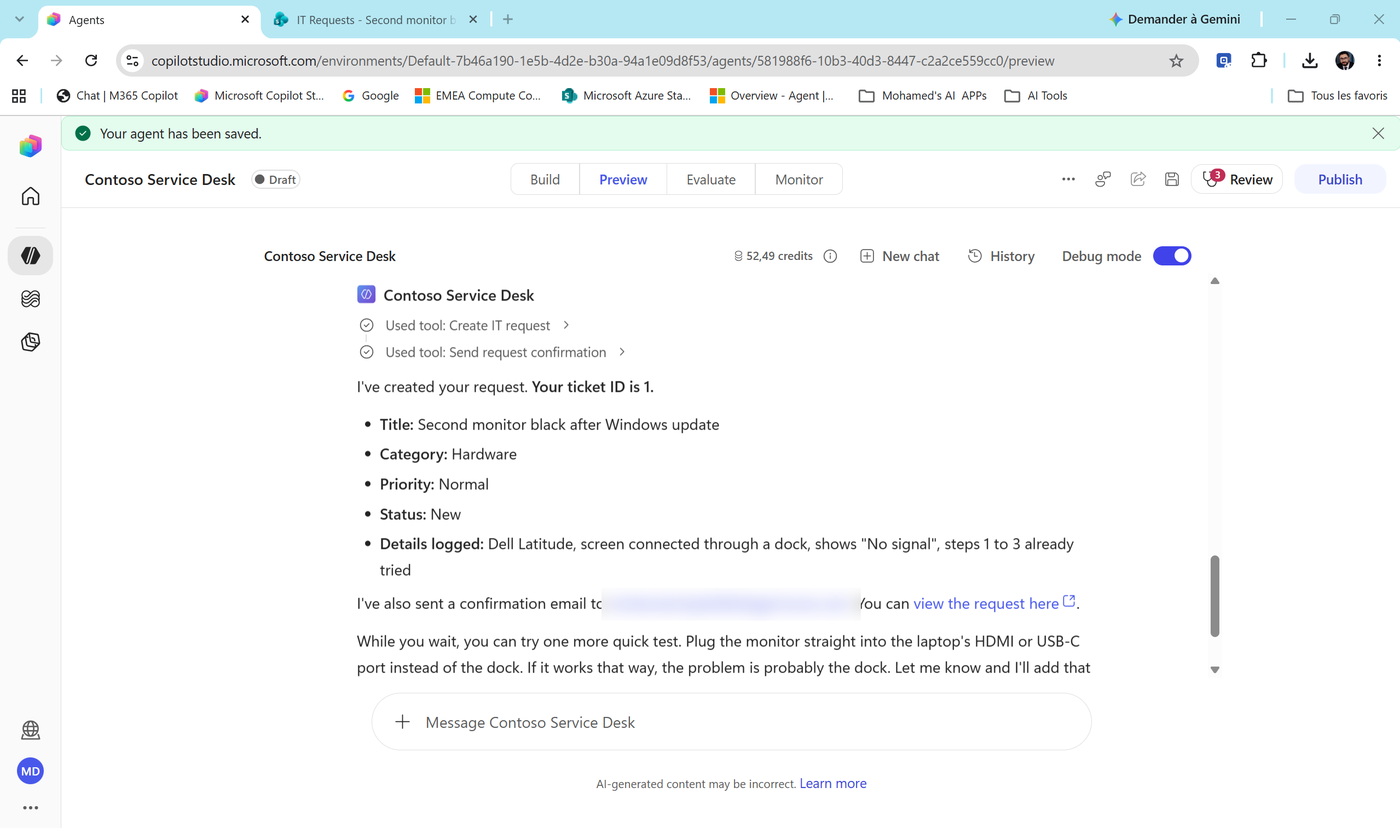 Agents
IT Requests - Second monitor b
Demander à Gemini
copilotstudio.microsoft.com/environments/Default-7b46a190-1e5b-4d2e-b30a-94a1e09d8f53/agents/581988f6-10b3-40d3-8447-c2a2ce559cc0/preview
Chat | M365 Copilot
Microsoft Copilot St...
Google
EMEA Compute Co...
Microsoft Azure Sta...
Overview - Agent |...
Mohamed's AI APPs
AI Tools
Tous les favoris
Your agent has been saved.
Contoso Service Desk
Draft
Build
Preview
Evaluate
Monitor
3
Review
Publish
Contoso Service Desk
52,49 credits
New chat
History
Debug mode
Contoso Service Desk
Used tool: Create IT request
Used tool: Send request confirmation
I've created your request. Your ticket ID is 1.
• Title: Second monitor black after Windows update
• Category: Hardware
• Priority: Normal
• Status: New
• Details logged: Dell Latitude, screen connected through a dock, shows "No signal", steps 1 to 3 already
tried
I've also sent a confirmation email to You can view the request here.
While you wait, you can try one more quick test. Plug the monitor straight into the laptop's HDMI or USB-C
port instead of the dock. If it works that way, the problem is probably the dock. Let me know and I'll add that
Message Contoso Service Desk
MD
AI-generated content may be incorrect. Learn more